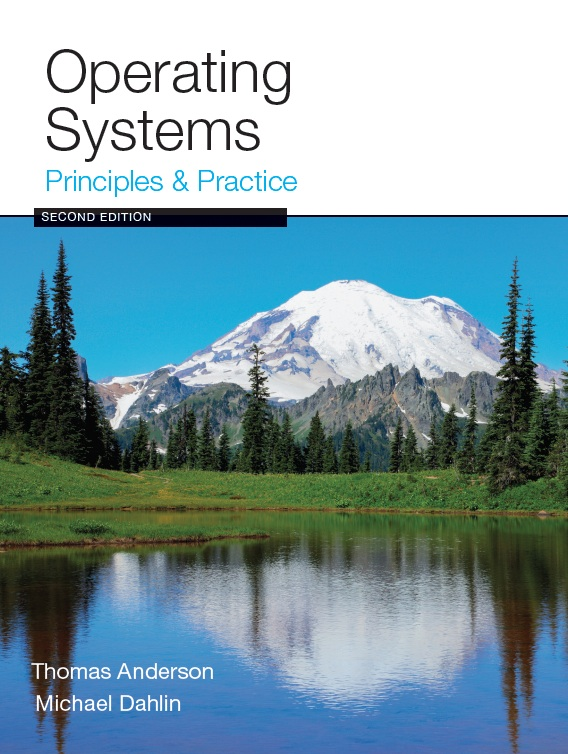 Operating
Systems
Principles & Practice
SECOND EDITION
Thomas Anderson
Michael Dahlin